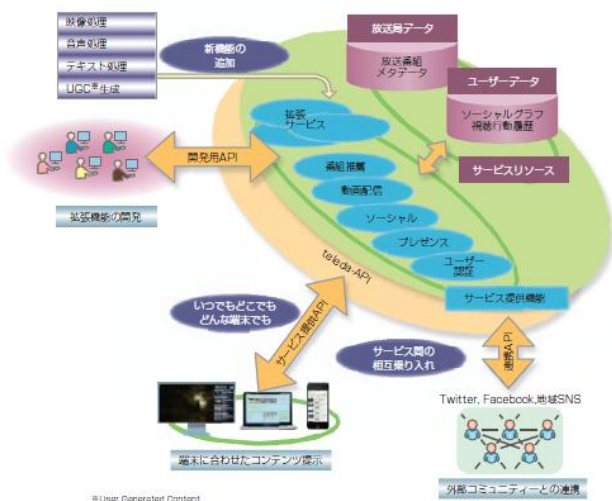 映像処理
音声処理
テキスト処理
UGC※生成
新機能の
追加
放送局データ
放送番組
メタデータ
ユーザーデータ
ソーシャルグラフ
視聴行動履歴
サービスリソース
拡張
サービス
開発用API
拡張機能の開発
番組推薦
動画配信
ソーシャル
プレゼンス
ユーザー
認証
teleda-API
サービス提供機能
いつでもどこでも
どんな端末でも
サービス提供API
サービス間の
相互乗り入れ
連携API
Twitter, Facebook,地域SNS
端末に合わせたコンテンツ提示
外部コミュニティーとの連携
※User Generated Content